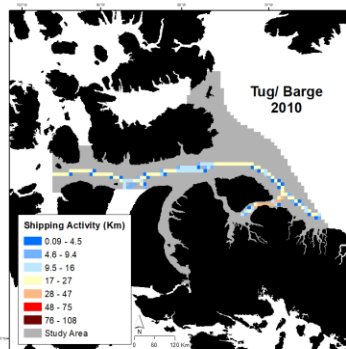 Tug/ Barge
2010
Shipping Activity (Km)
0.09 - 4.5
4.6 - 9.4
9.5 - 16
17 - 27
28 - 47
48 - 75
76 - 108
Study Area
N
0 30 60 120 Km